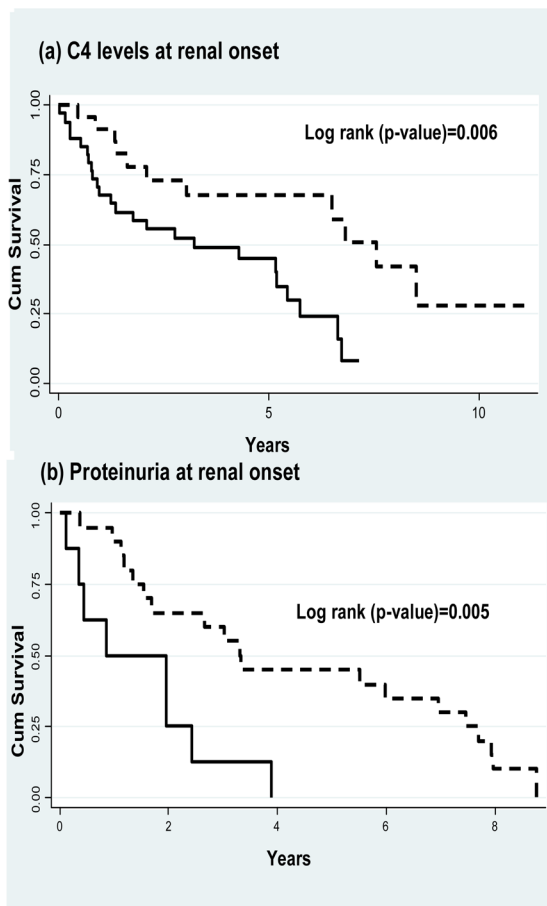 (a) C4 levels at renal onset
Log rank (p-value)=0.006
Cum Survival
1.00
0.75
0.50
0.25
0.00
0 5 10
Years
(b) Proteinuria at renal onset
Log rank (p-value)=0.005
Cum Survival
1.00
0.75
0.50
0.25
0.00
0 2 4 6 8
Years